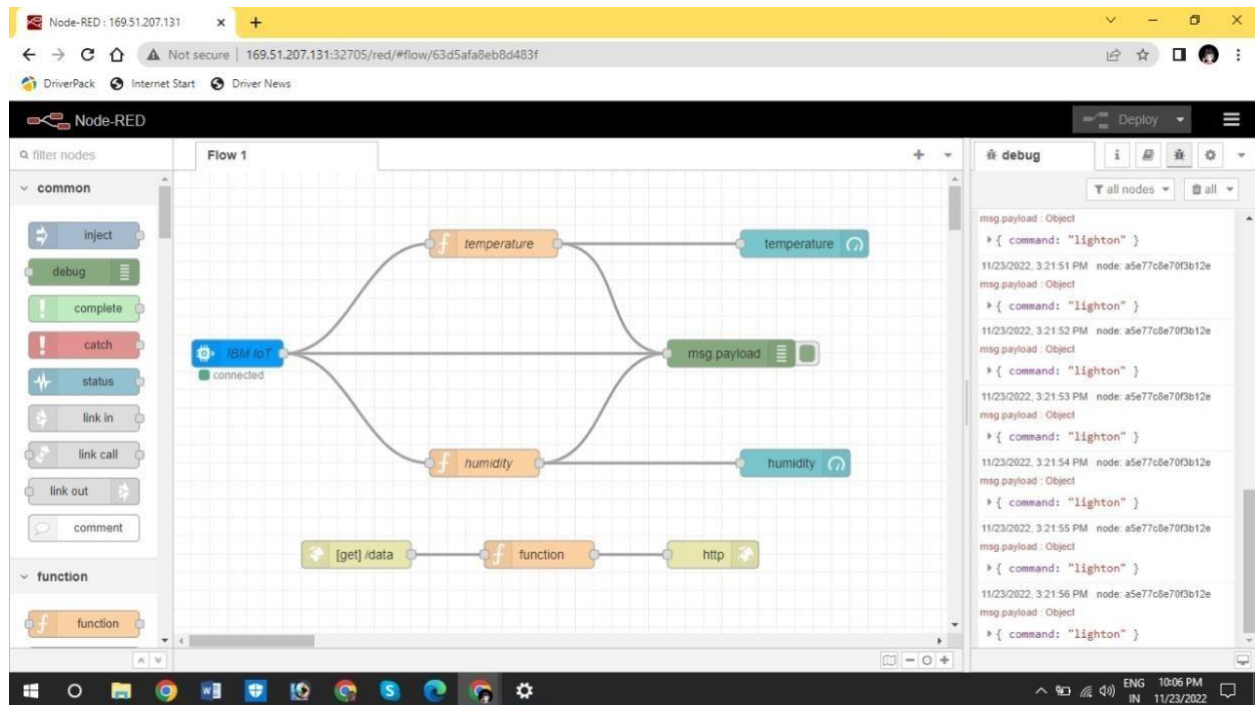 Node-RED : 169.51.207.131
Not secure | 169.51.207.131:32705/red/#flow/63d5afa8eb8d483f
DriverPack Internet Start Driver News
Node-RED
Deploy
filter nodes
Flow 1
debug
i
common
all nodes
all
inject
debug
complete
catch
status
link in
link call
link out
comment
function
function
temperature
temperature
IBM IoT
connected
msg.payload
humidity
humidity
[get] /data
function
http
msg.payload : Object
{ command: "lighton" }
11/23/2022, 3:21:51 PM node: a5e77c8e70f3b12e
msg.payload : Object
{ command: "lighton" }
11/23/2022, 3:21:52 PM node: a5e77c8e70f3b12e
msg.payload : Object
{ command: "lighton" }
11/23/2022, 3:21:53 PM node: a5e77c8e70f3b12e
msg.payload : Object
{ command: "lighton" }
11/23/2022, 3:21:54 PM node: a5e77c8e70f3b12e
msg.payload : Object
{ command: "lighton" }
11/23/2022, 3:21:55 PM node: a5e77c8e70f3b12e
msg.payload : Object
{ command: "lighton" }
11/23/2022, 3:21:56 PM node: a5e77c8e70f3b12e
msg.payload : Object
{ command: "lighton" }
ENG 10:06 PM
IN 11/23/2022